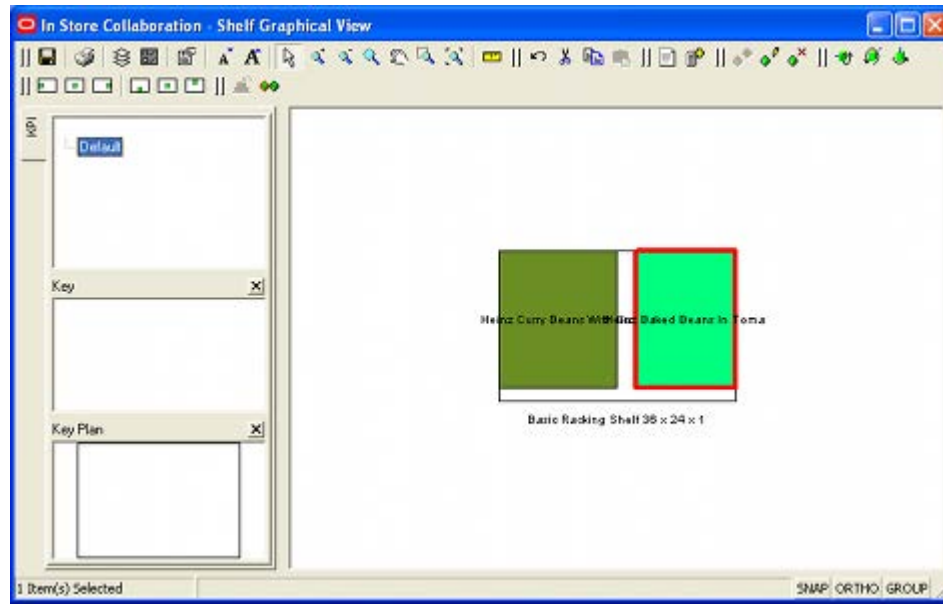 In Store Collaboration - Shelf Graphical View
KPI
Default
Key
Key Plan
Heinz Curry Beans With Baked Beans In Toma
Basic Racking Shelf 36 x 24 x 1
1 Item(s) Selected
SNAP ORTHO GROUP